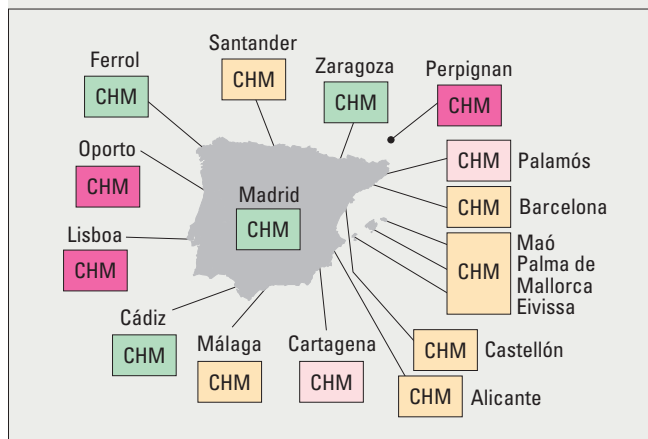 Santander
CHM
Ferrol
CHM
Zaragoza
CHM
Perpignan
CHM
Oporto
CHM
CHM
Palamós
Madrid
CHM
CHM
Barcelona
Lisboa
CHM
CHM
Maó
Palma de
Mallorca
Eivissa
Cádiz
CHM
Málaga
CHM
Cartagena
CHM
CHM
Castellón
CHM
Alicante